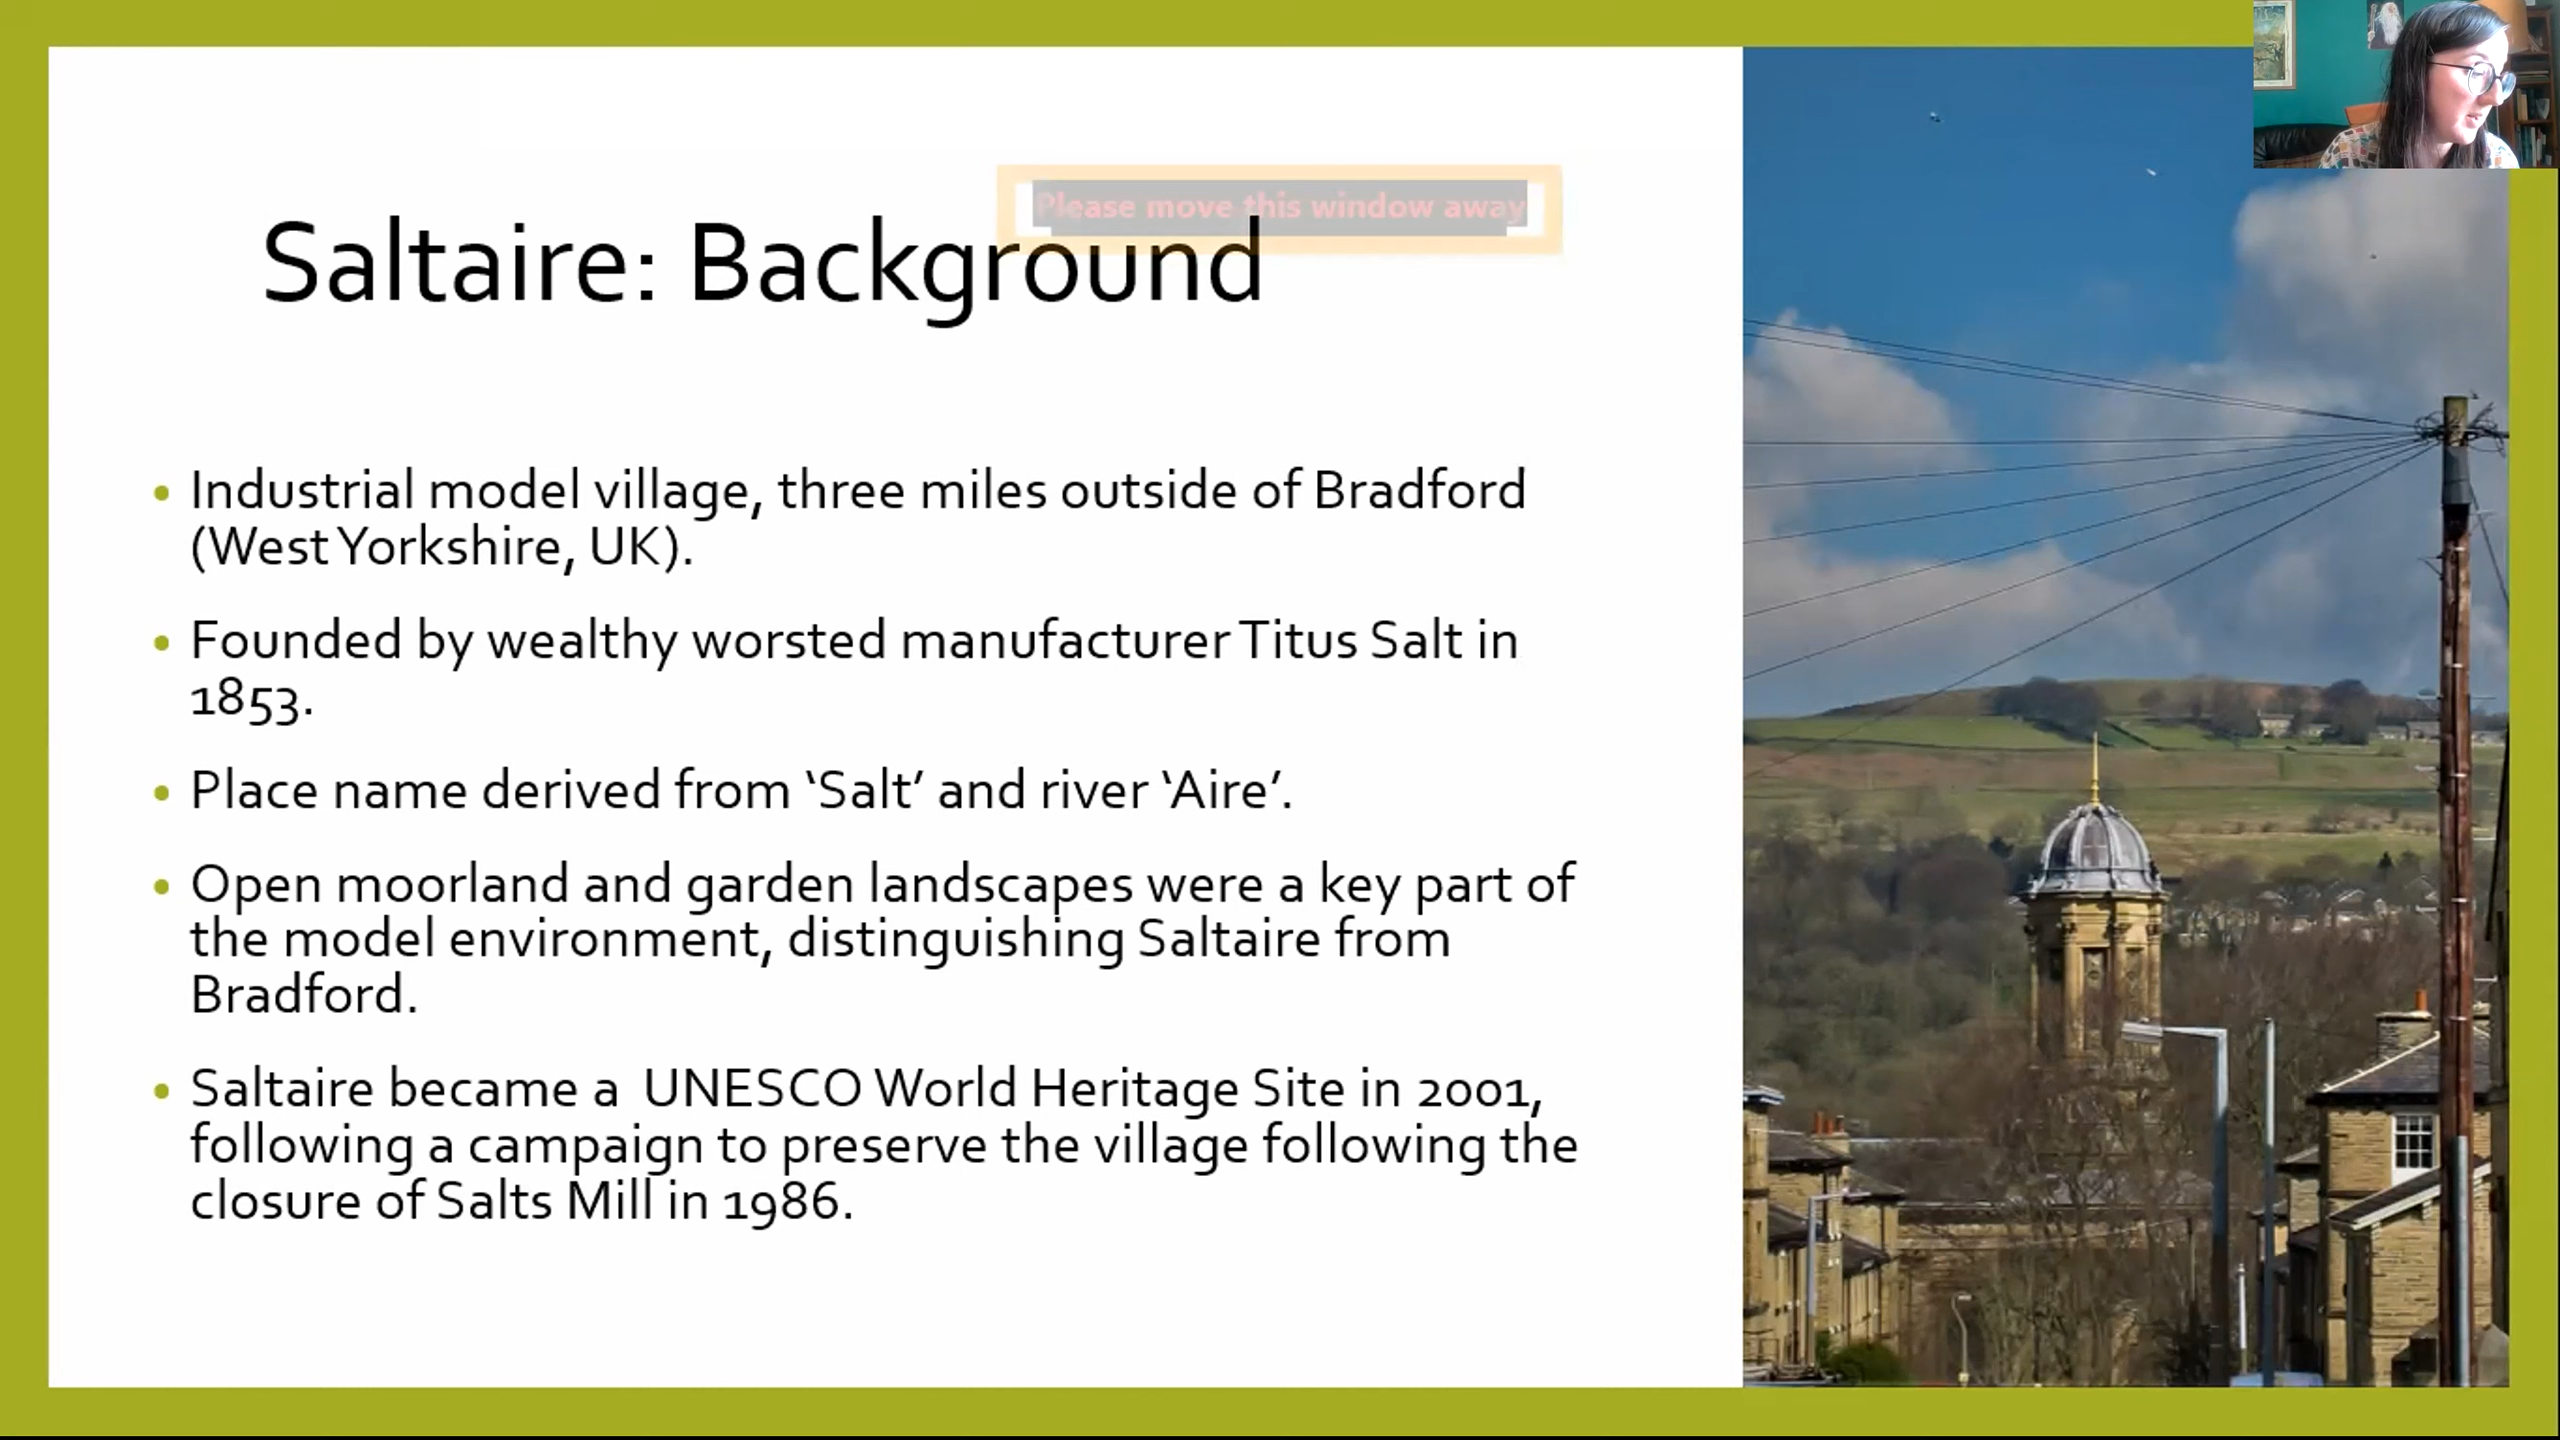 Please move this window away
Saltaire: Background
• Industrial model village, three miles outside of Bradford
(West Yorkshire, UK).
• Founded by wealthy worsted manufacturer Titus Salt in
1853.
• Place name derived from ‘Salt’ and river ‘Aire’.
• Open moorland and garden landscapes were a key part of
the model environment, distinguishing Saltaire from
Bradford.
• Saltaire became a  UNESCO World Heritage Site in 2001,
following a campaign to preserve the village following the
closure of Salts Mill in 1986.